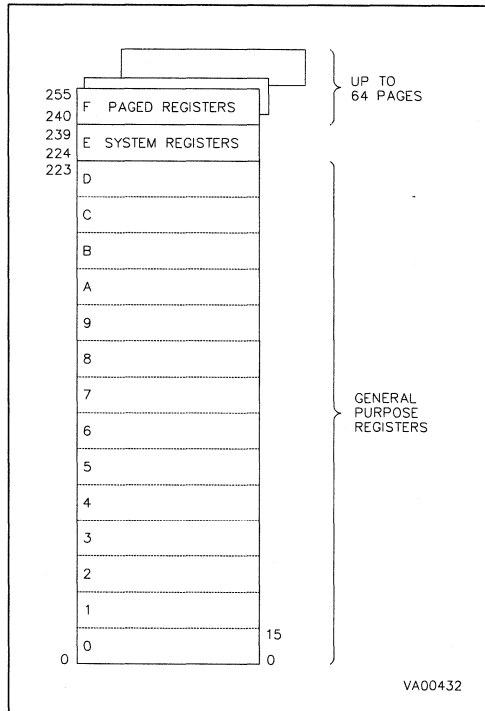 UP TO
64 PAGES
255
F PAGED REGISTERS
240
239
E SYSTEM REGISTERS
224
223
D
C
B
A
9
8
7
GENERAL
PURPOSE
REGISTERS
6
5
4
3
2
1
15
0
0
0
VA00432